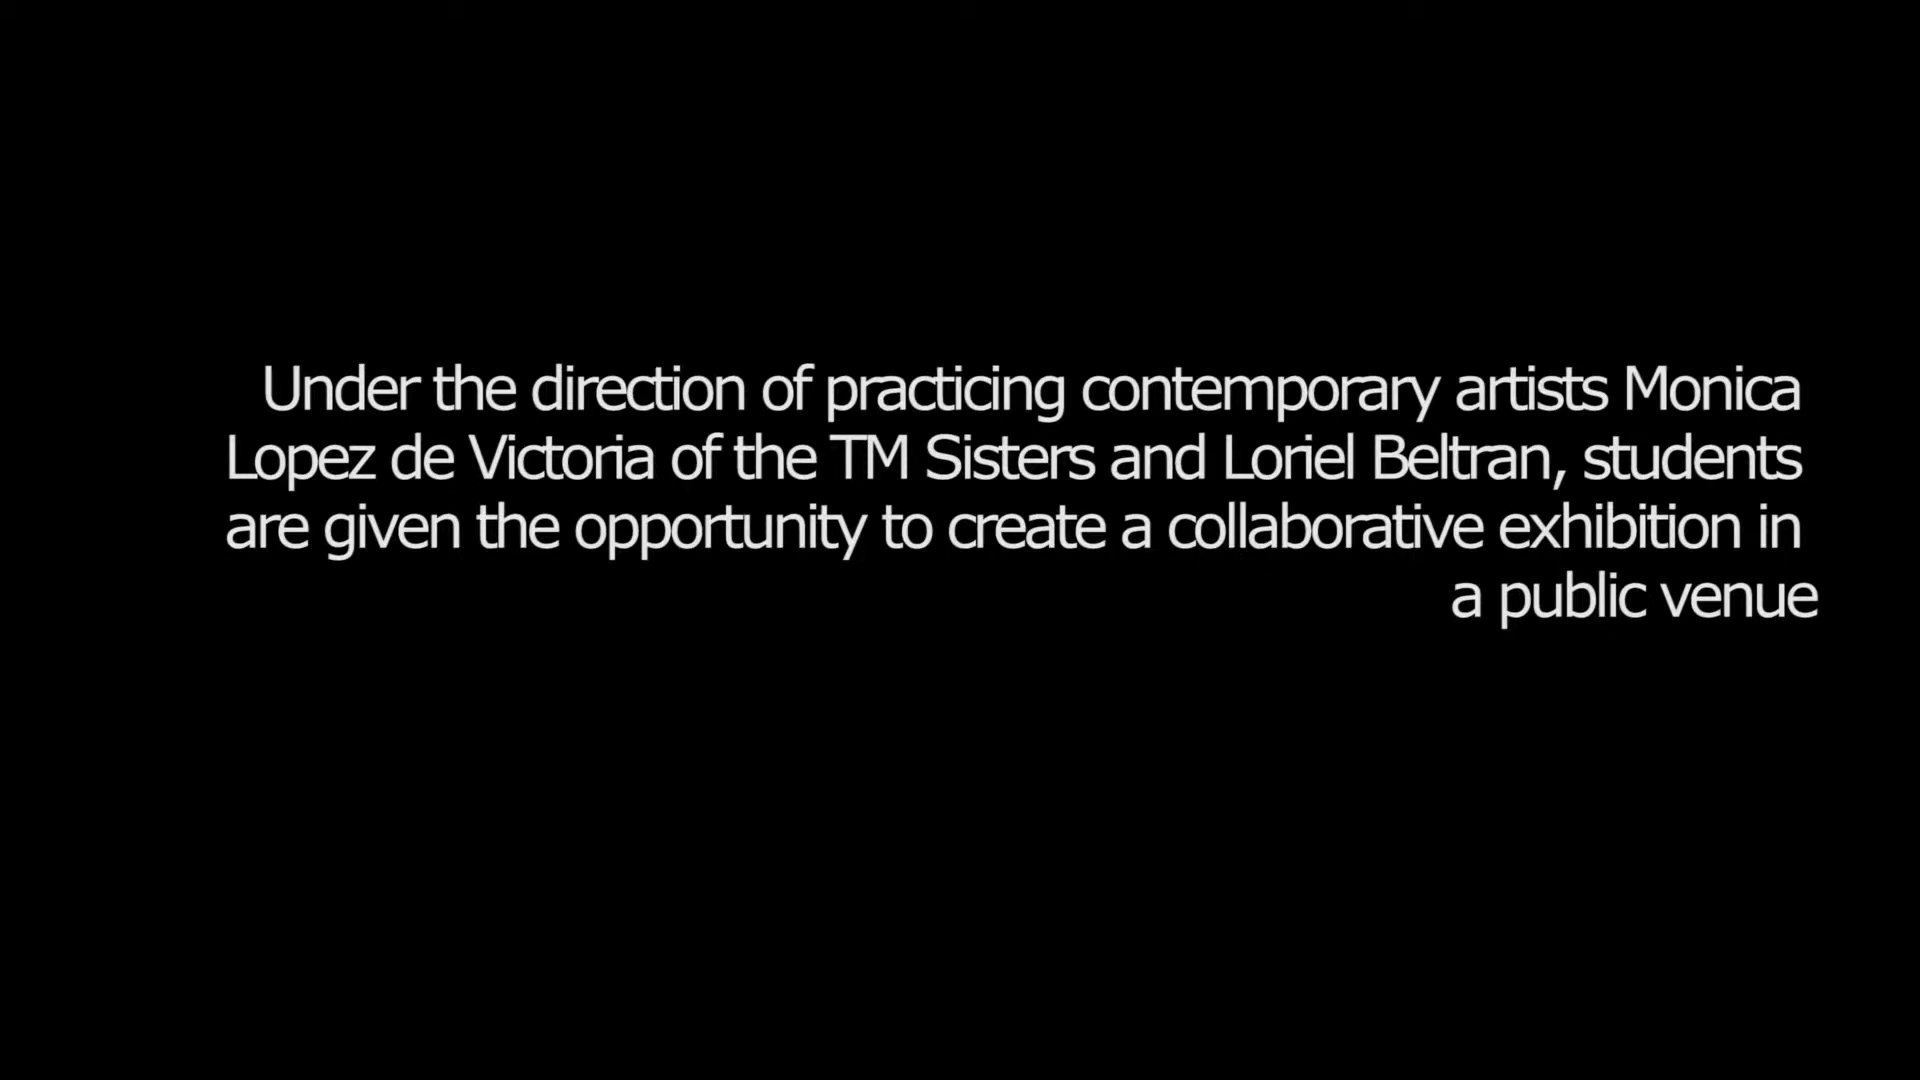 Under the direction of practicing contemporary artists Monica
Lopez de Victoria of the TM Sisters and Loriel Beltran, students
are given the opportunity to create a collaborative exhibition in
a public venue